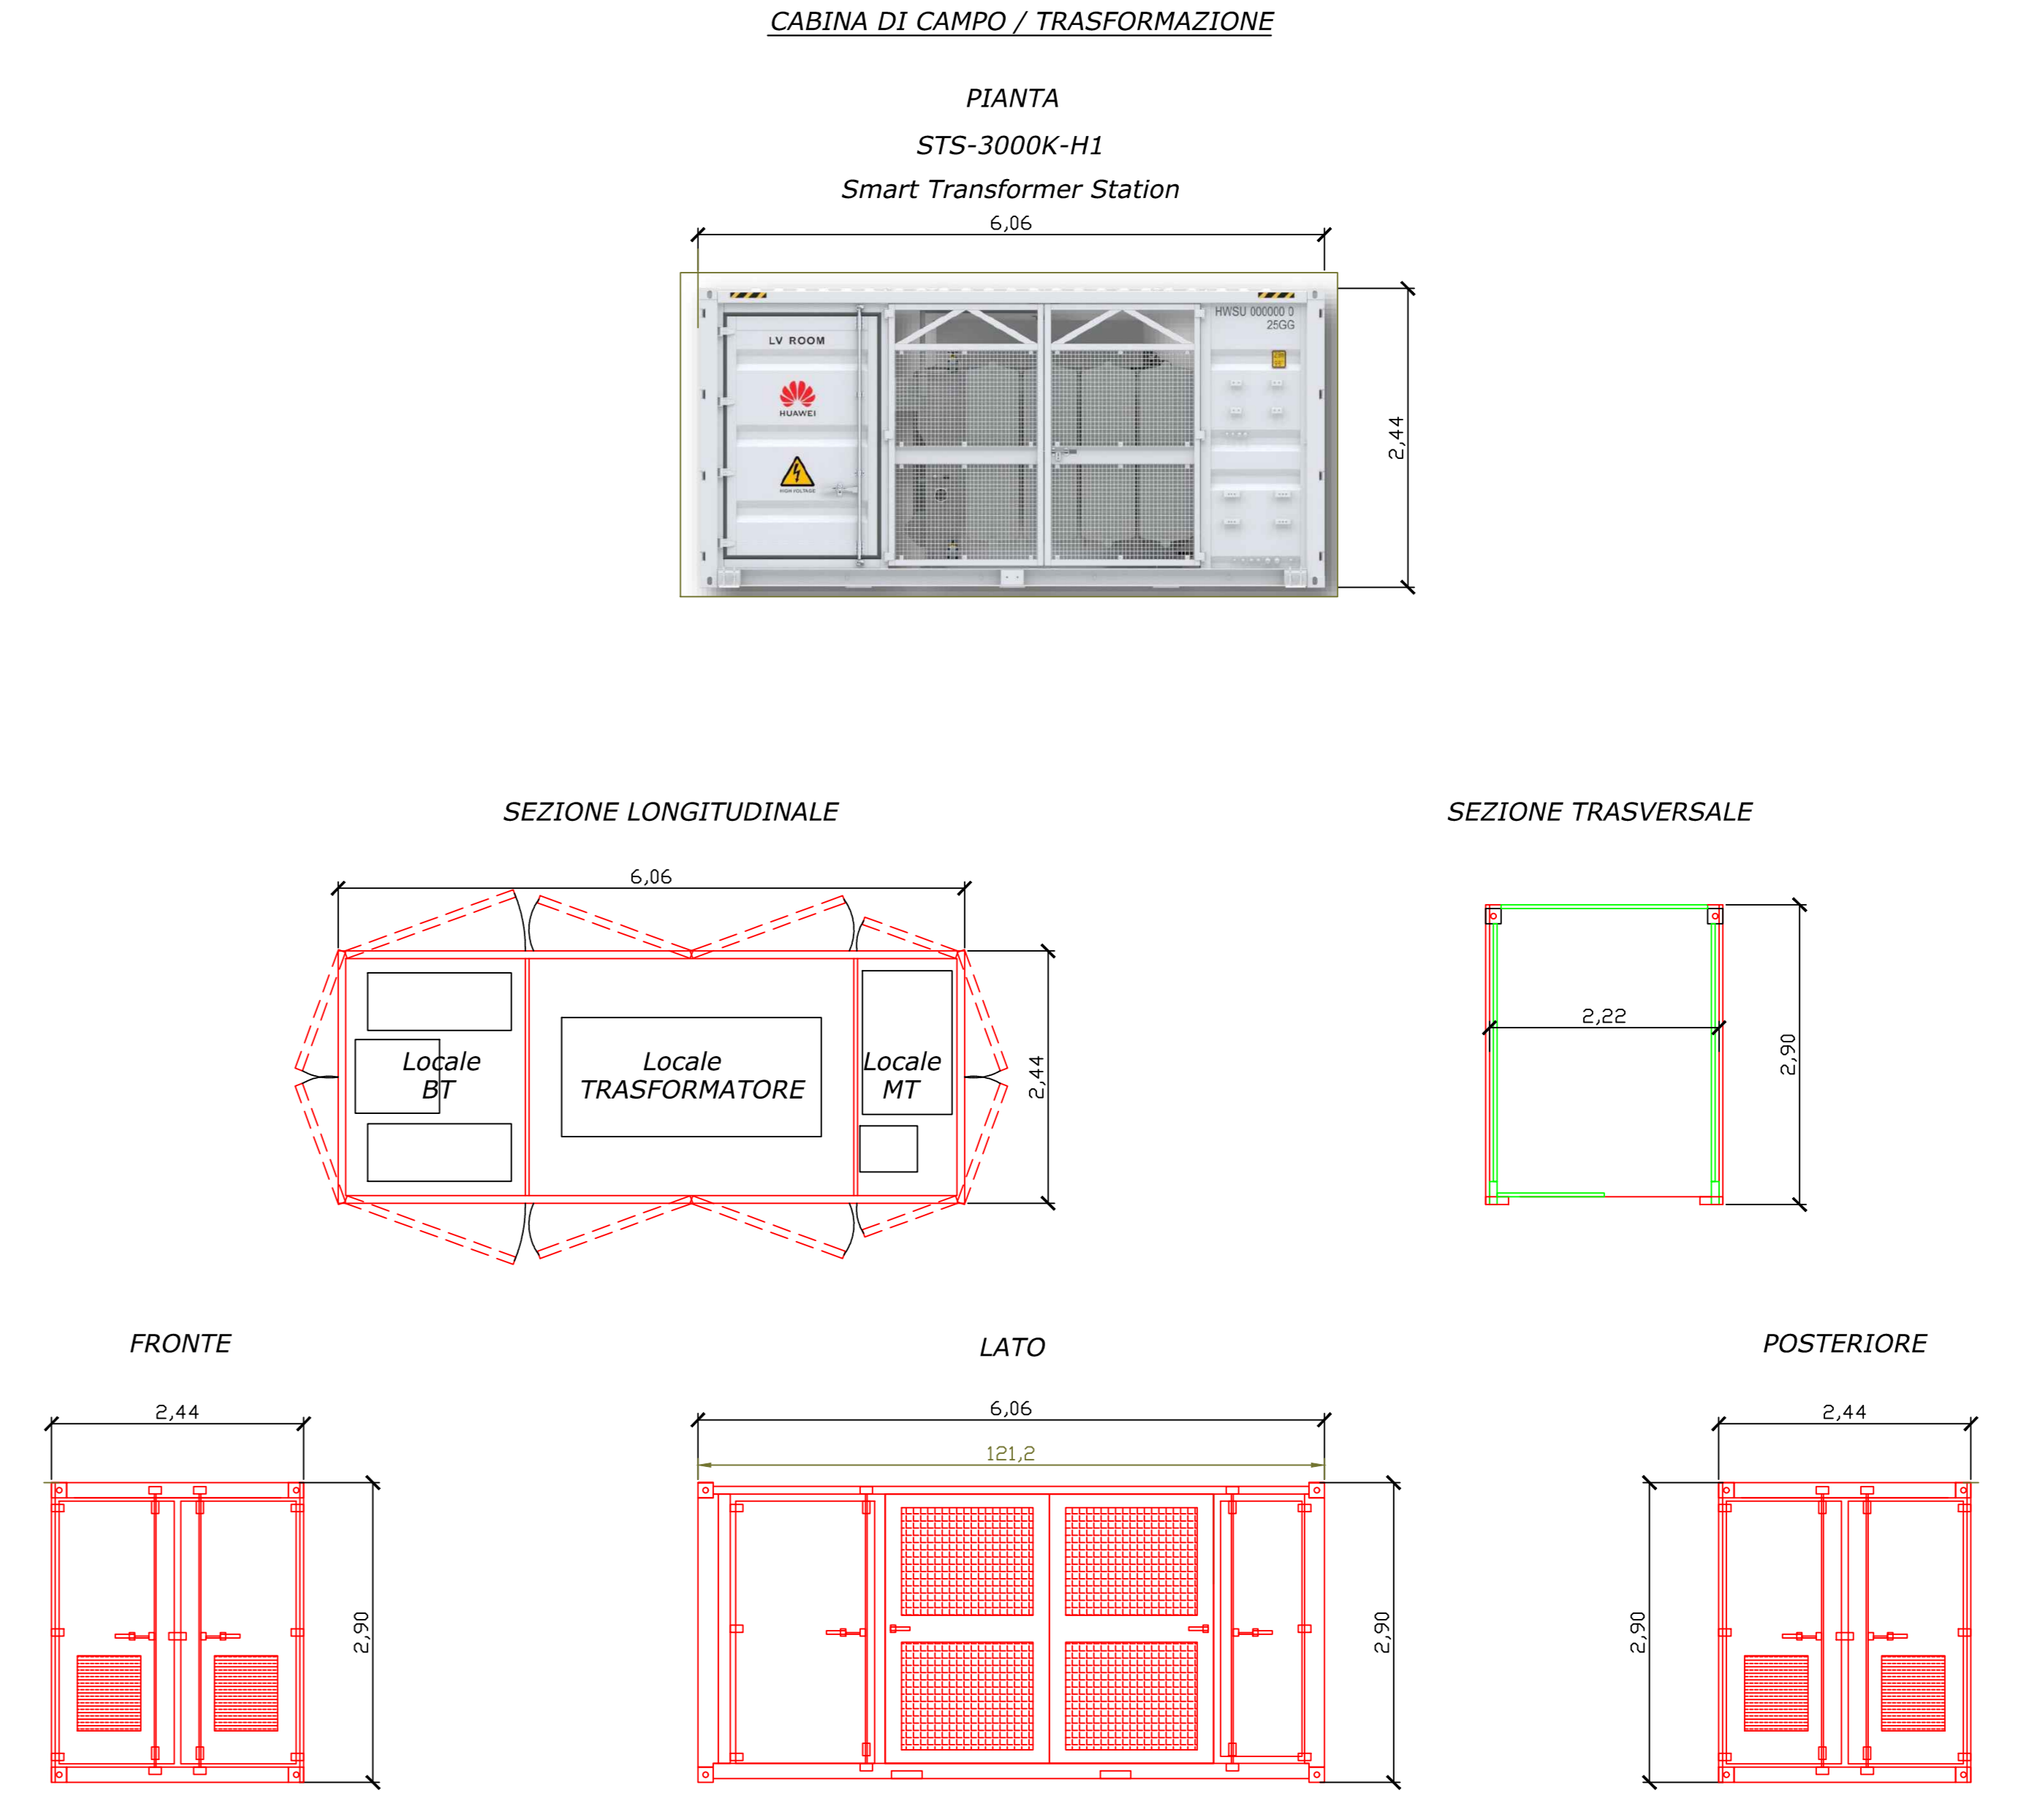 CABINA DI CAMPO / TRASFORMAZIONE
PIANTA
STS-3000K-H1
Smart Transformer Station
6,06
HWSU 000000 0
25GG
LV ROOM
HUAWEI
HIGH VOLTAGE
2,44
SEZIONE LONGITUDINALE
SEZIONE TRASVERSALE
6,06
Locale
BT
Locale
TRASFORMATORE
Locale
MT
2,44
2,22
2,90
FRONTE
LATO
POSTERIORE
2,44
2,90
6,06
121,2
2,90
2,44
2,90